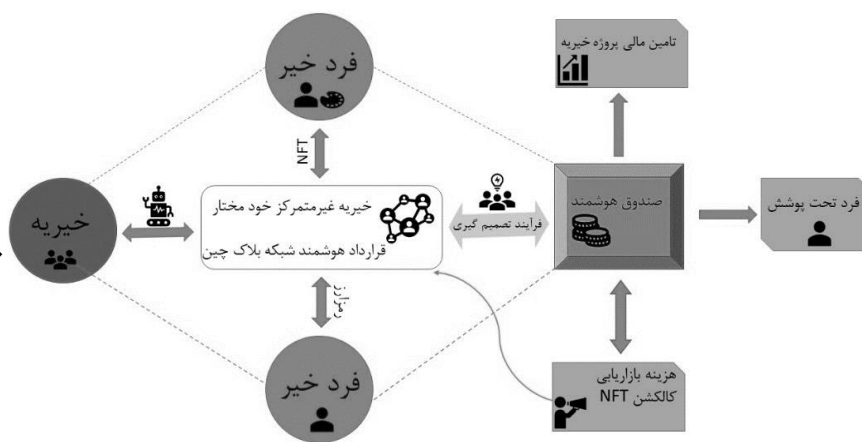 فرد خیر
تامین مالی پروژه خیریه
NFT
خیریه
خیریه غیرمتمرکز خود مختار
قرارداد هوشمند شبکه بلاک چین
فرآیند تصمیم گیری
صندوق هوشمند
فرد تحت پوشش
رمزارز
فرد خیر
هزینه بازاریابی
کالکشن NFT